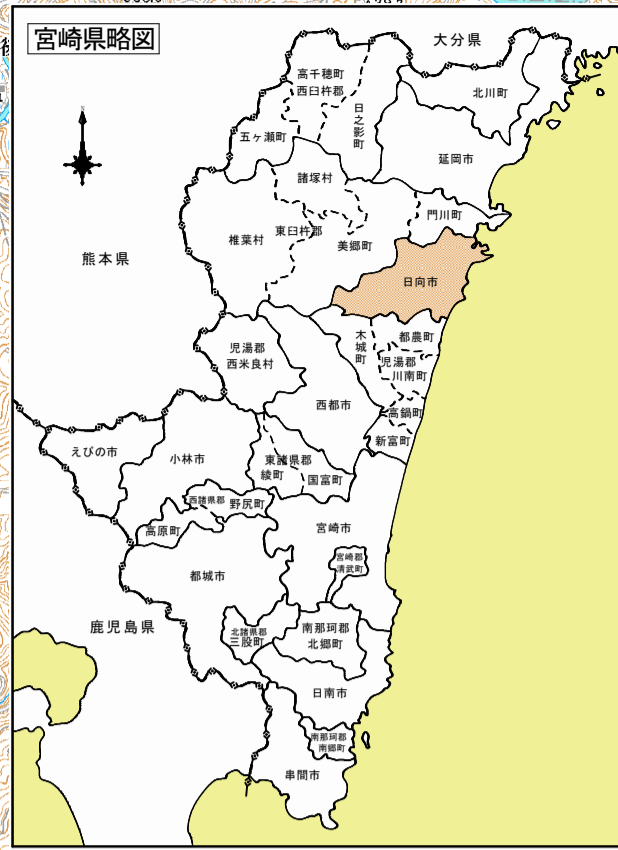 宮崎県略図
大分県
高千穂町
西臼杵郡
日之影町
北川町
五ヶ瀬町
延岡市
諸塚村
門川町
椎葉村
東臼杵郡
美郷町
熊本県
日向市
木城町
都農町
児湯郡
西米良村
児湯郡
川南町
西都市
高鍋町
新富町
えびの市
小林市
東諸県郡
綾町
国富町
西諸県郡
野尻町
高原町
宮崎市
宮崎郡
清武町
都城市
鹿児島県
北諸県郡
三股町
南那珂郡
北郷町
日南市
南那珂郡
南郷町
串間市